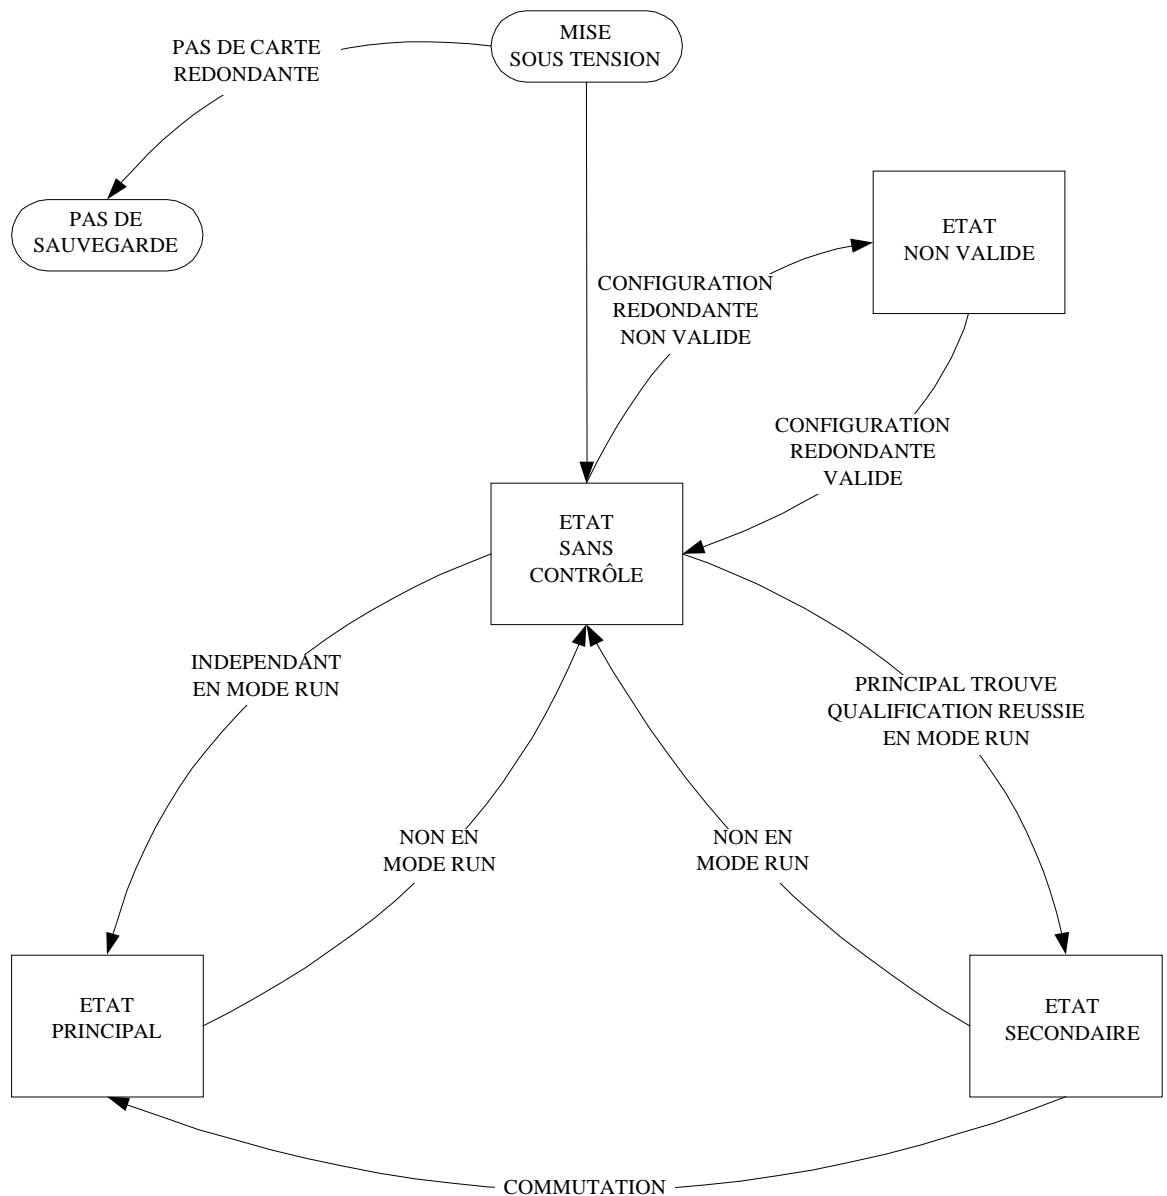 MISE
SOUS TENSION
PAS DE CARTE
REDONDANTE
PAS DE
SAUVEGARDE
ETAT
NON VALIDE
CONFIGURATION
REDONDANTE
NON VALIDE
CONFIGURATION
REDONDANTE
VALIDE
ETAT
SANS
CONTRÔLE
INDEPENDANT
EN MODE RUN
PRINCIPAL TROUVE
QUALIFICATION REUSSIE
EN MODE RUN
NON EN
MODE RUN
NON EN
MODE RUN
ETAT
PRINCIPAL
ETAT
SECONDAIRE
COMMUTATION